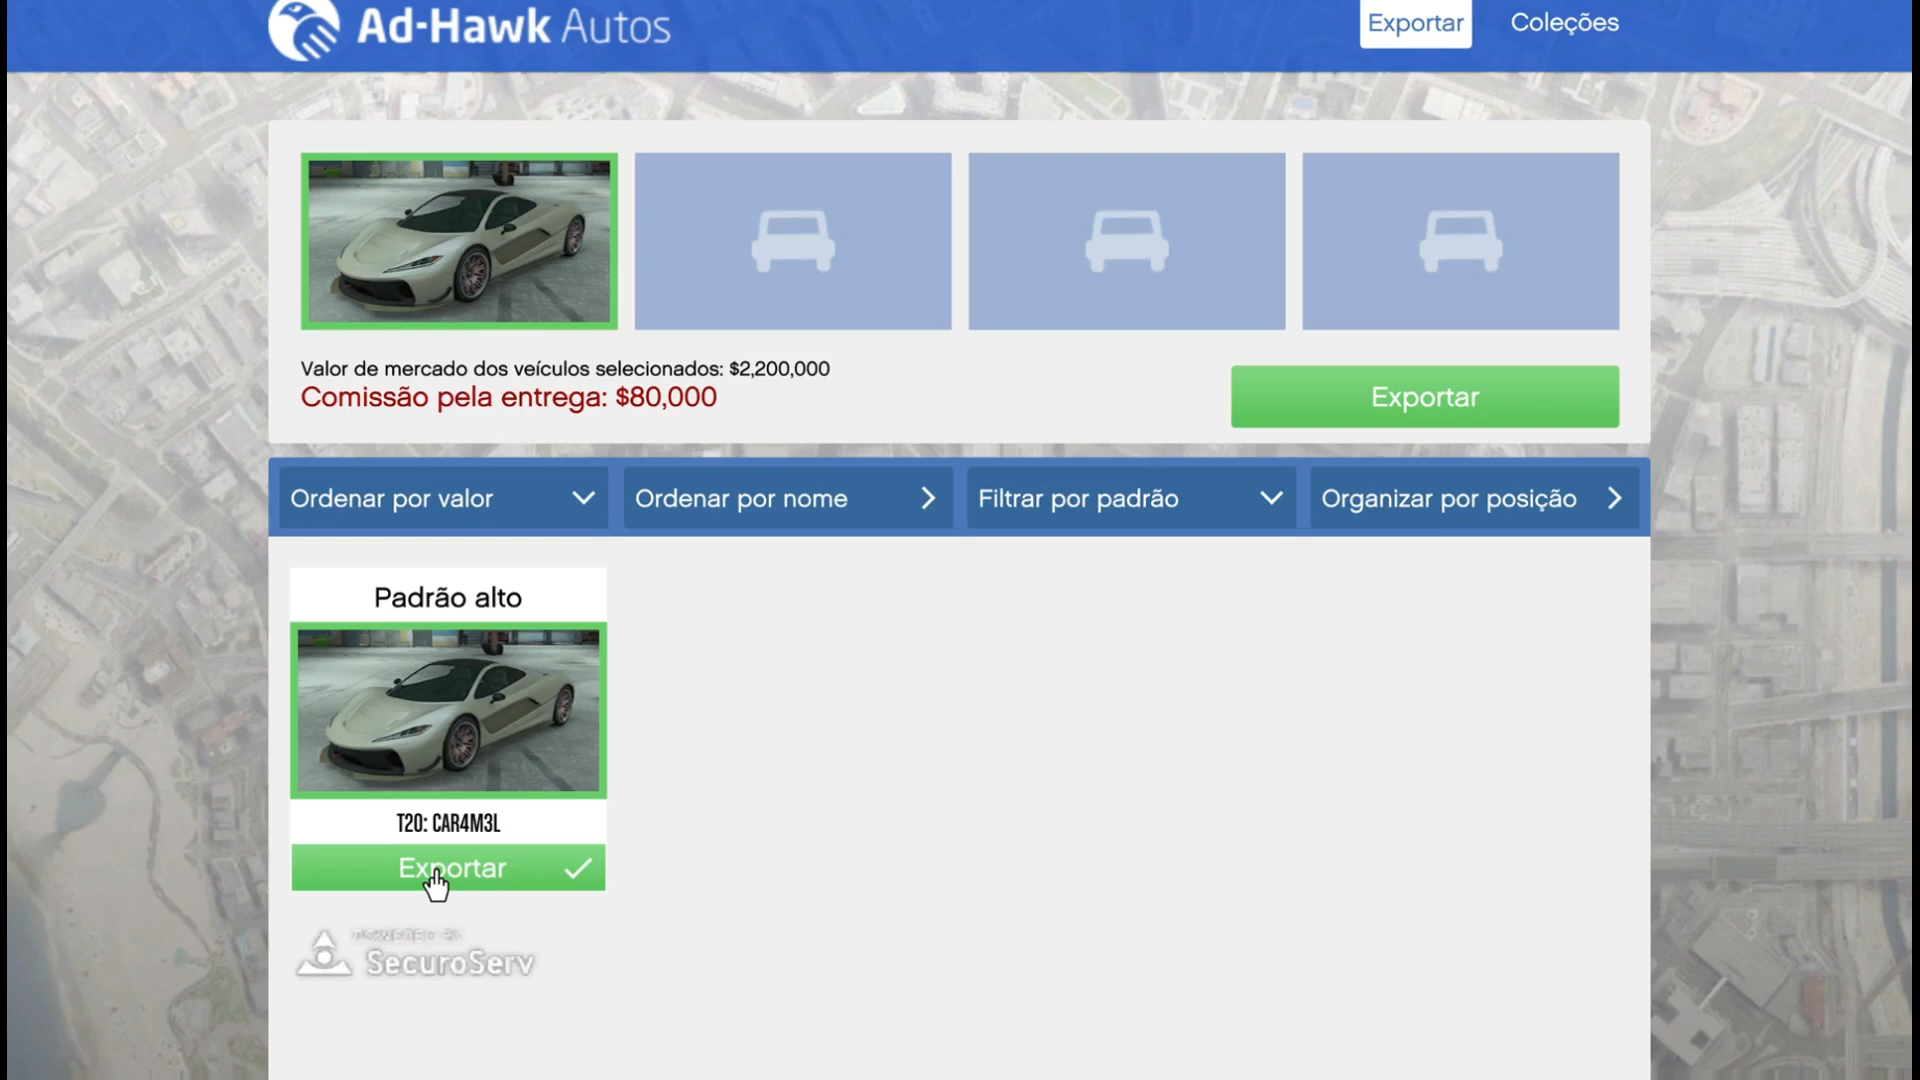 Ad-Hawk Autos
Exportar
Coleções
Valor de mercado dos veículos selecionados: $2,200,000
Comissão pela entrega: $80,000
Exportar
Ordenar por valor
Ordenar por nome
Filtrar por padrão
Organizar por posição
Padrão alto
T20: CAR4M3L
Exportar
POWERED BY
SecuroServ